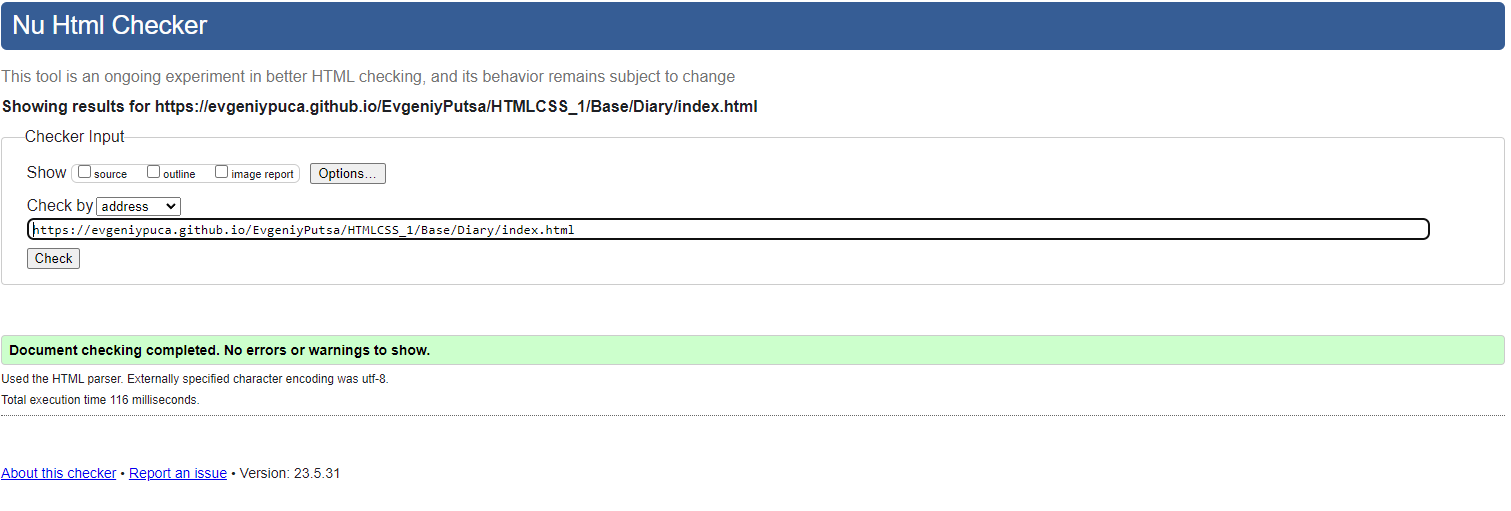 Nu Html Checker
This tool is an ongoing experiment in better HTML checking, and its behavior remains subject to change
Showing results for https://evgeniypuca.github.io/EvgeniyPutsa/HTMLCSS_1/Base/Diary/index.html
Checker Input
Show source outline image report Options...
Check by address
https://evgeniypuca.github.io/EvgeniyPutsa/HTMLCSS_1/Base/Diary/index.html
Check
Document checking completed. No errors or warnings to show.
Used the HTML parser. Externally specified character encoding was utf-8.
Total execution time 116 milliseconds.
About this checker • Report an issue • Version: 23.5.31